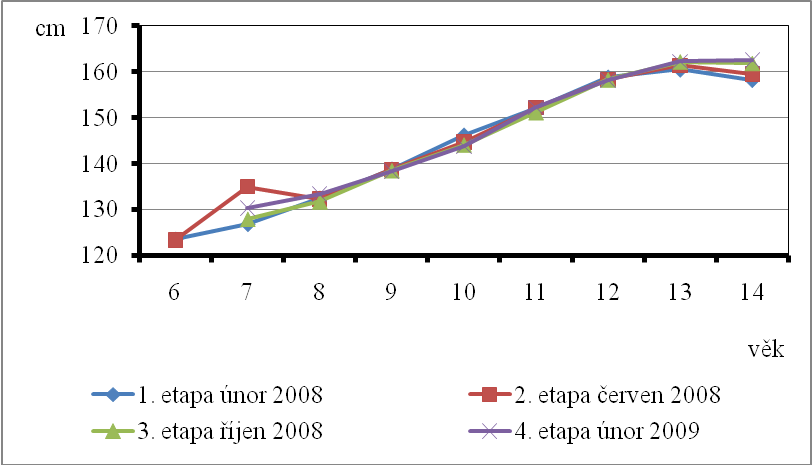 cm
170
160
150
140
130
120
6 7 8 9 10 11 12 13 14
věk
1. etapa únor 2008
2. etapa červen 2008
3. etapa říjen 2008
4. etapa únor 2009